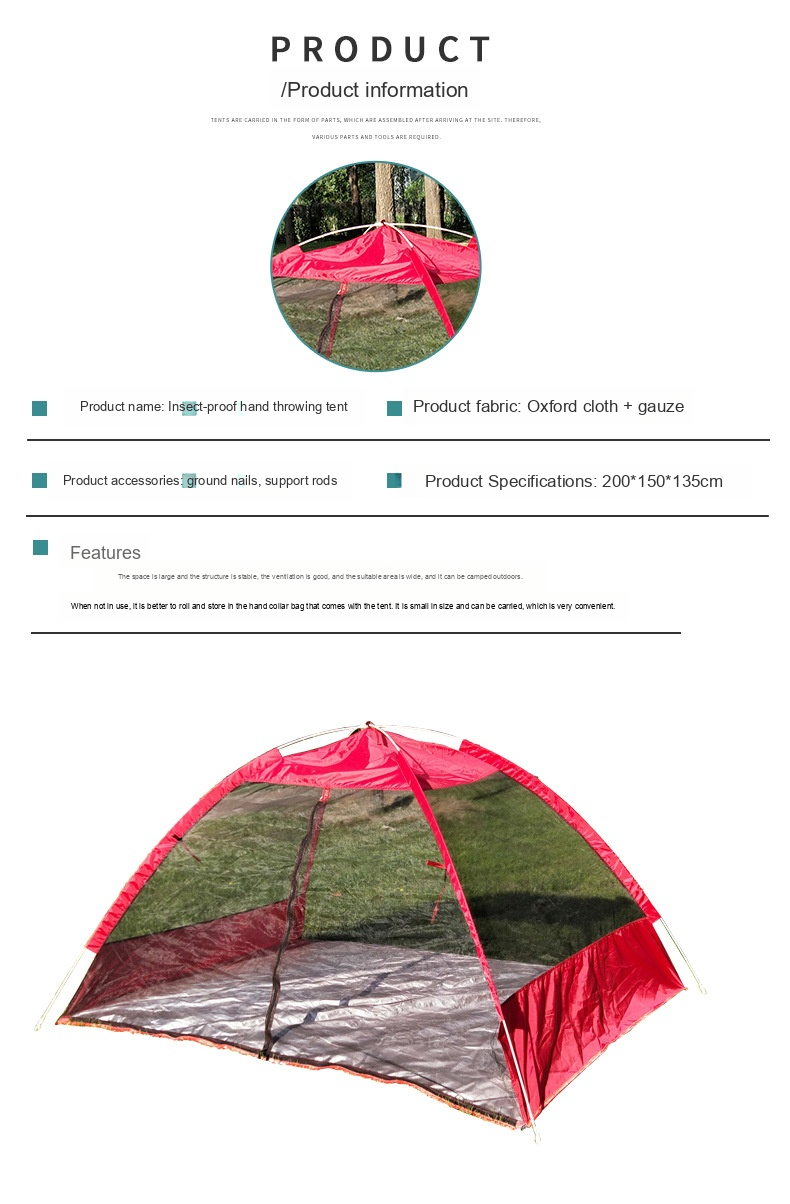 PRODUCT
/Product information
TENTS ARE CARRIED IN THE FORM OF PARTS, WHICH ARE ASSEMBLED AFTER ARRIVING AT THE SITE. THEREFORE,
VARIOUS PARTS AND TOOLS ARE REQUIRED.
Product name: Insect-proof hand throwing tent
Product fabric: Oxford cloth + gauze
Product accessories: ground nails, support rods
Product Specifications: 200*150*135cm
Features
The space is large and the structure is stable, the ventilation is good, and the suitable area is wide, and it can be camped outdoors.
When not in use, it is better to roll and store in the hand collar bag that comes with the tent. It is small in size and can be carried, which is very convenient.